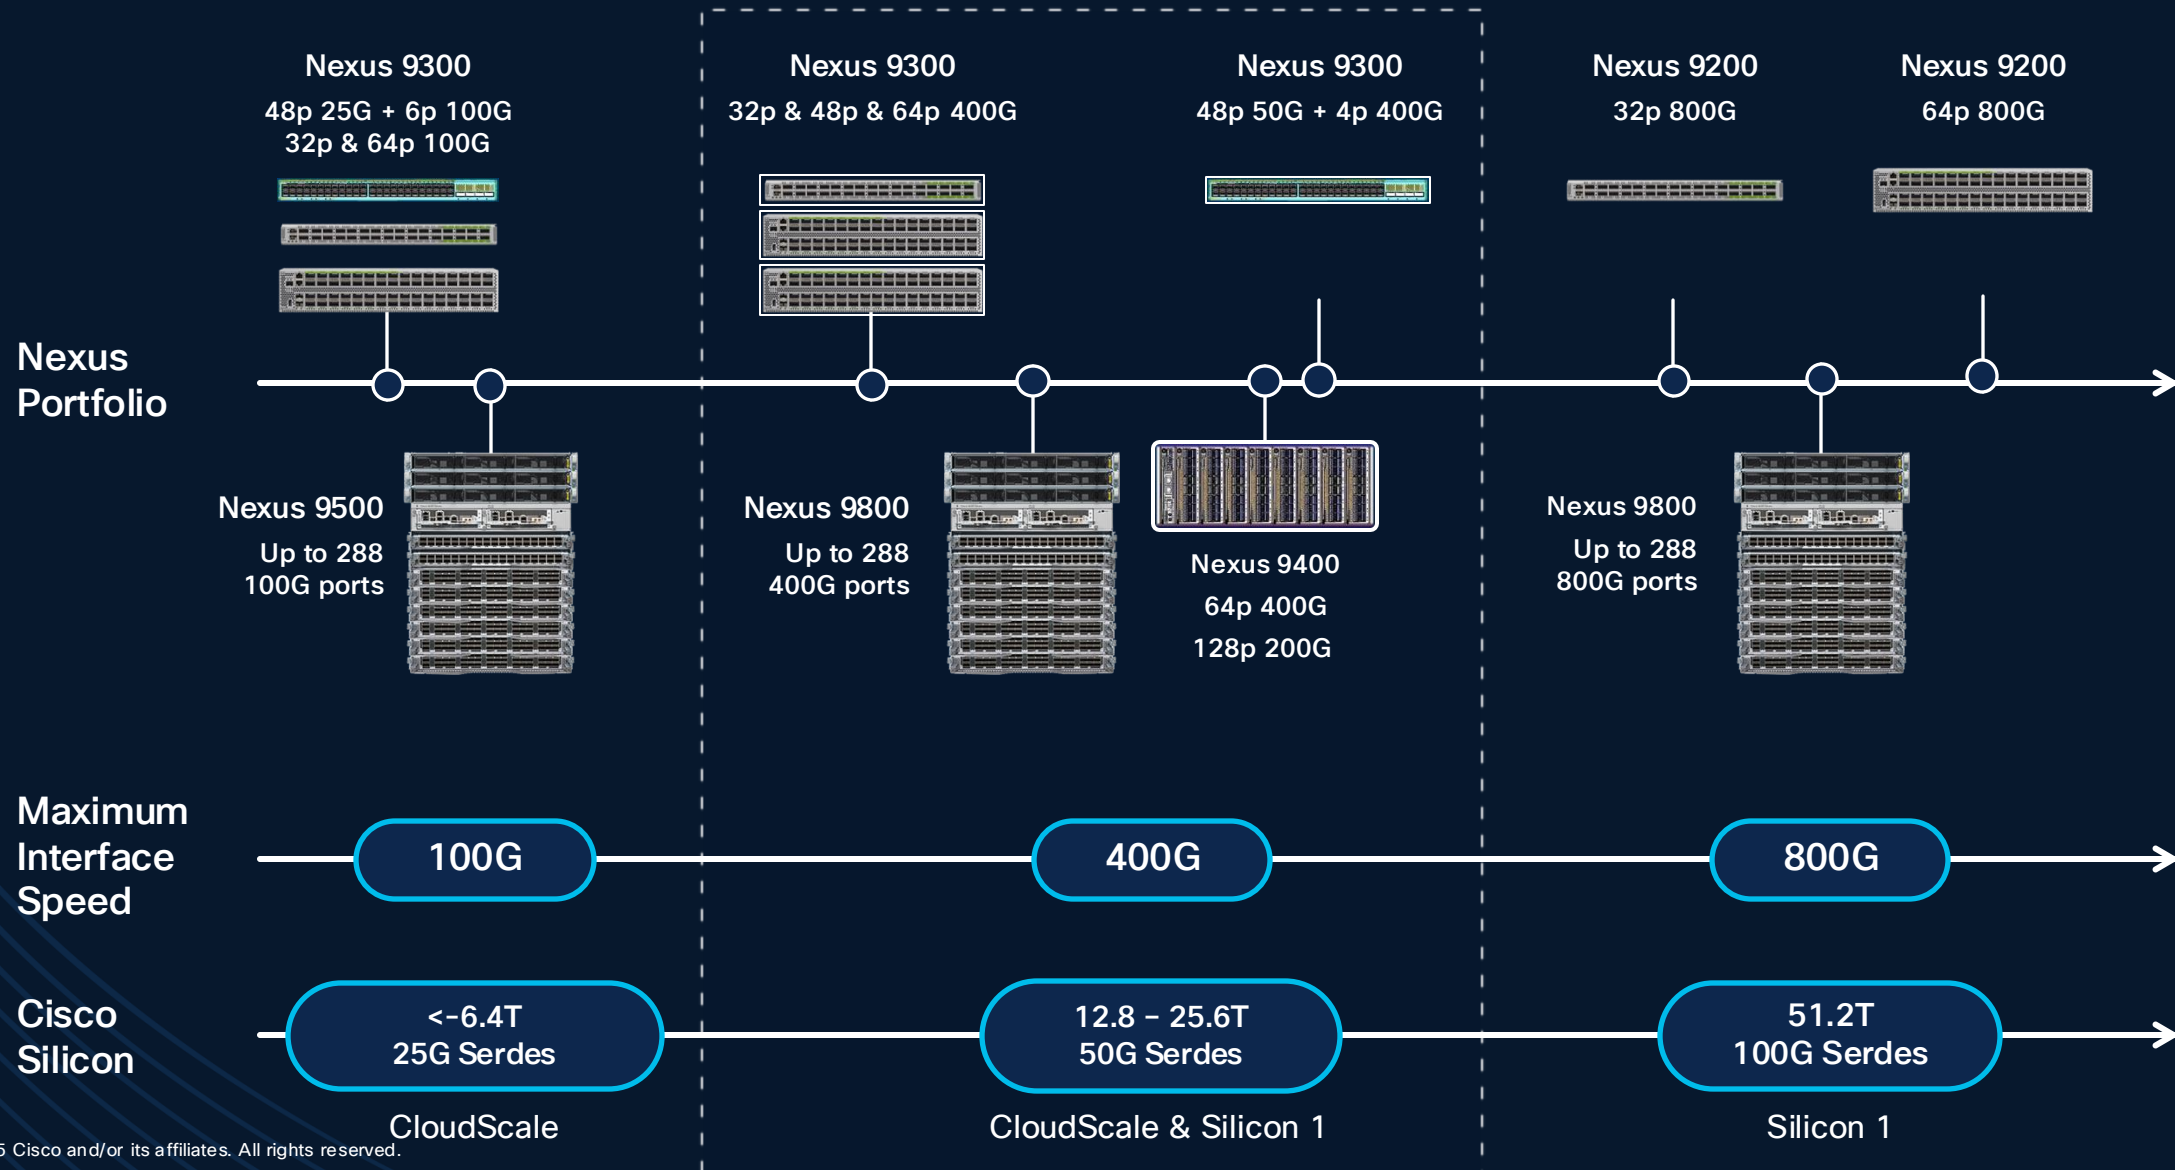 Nexus 9300
48p 25G + 6p 100G
32p & 64p 100G
Nexus 9300
32p & 48p & 64p 400G
Nexus 9300
48p 50G + 4p 400G
Nexus 9200
32p 800G
Nexus 9200
64p 800G
Nexus
Portfolio
Nexus 9500
Up to 288
100G ports
Nexus 9800
Up to 288
400G ports
Nexus 9400
64p 400G
128p 200G
Nexus 9800
Up to 288
800G ports
Maximum
Interface
Speed
100G
400G
800G
Cisco
Silicon
<-6.4T
25G Serdes
12.8 – 25.6T
50G Serdes
51.2T
100G Serdes
CloudScale
CloudScale & Silicon 1
Silicon 1
5 Cisco and/or its affiliates. All rights reserved.